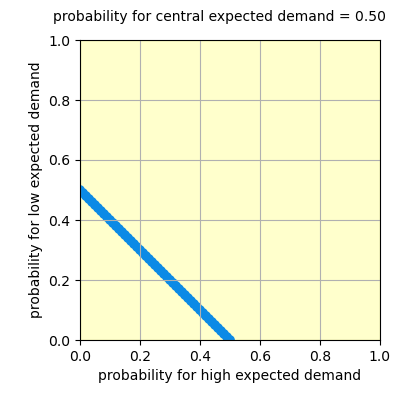 probability for central expected demand = 0.50
1.0
0.8
0.6
0.4
0.2
0.0
probability for low expected demand
0.0 0.2 0.4 0.6 0.8 1.0
probability for high expected demand